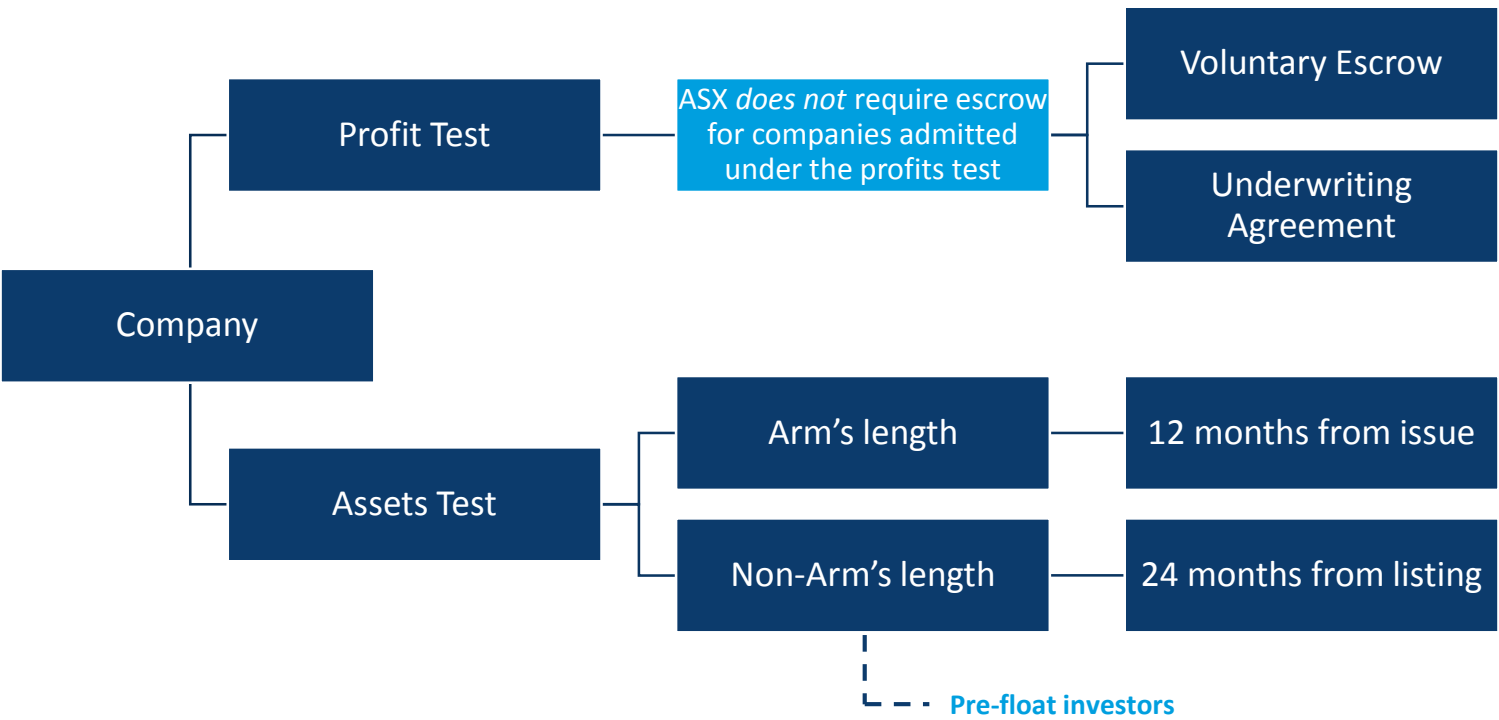 Company
Profit Test
ASX does not require escrow
for companies admitted
under the profits test
Voluntary Escrow
Underwriting
Agreement
Assets Test
Arm’s length
12 months from issue
Non-Arm’s length
24 months from listing
Pre-float investors